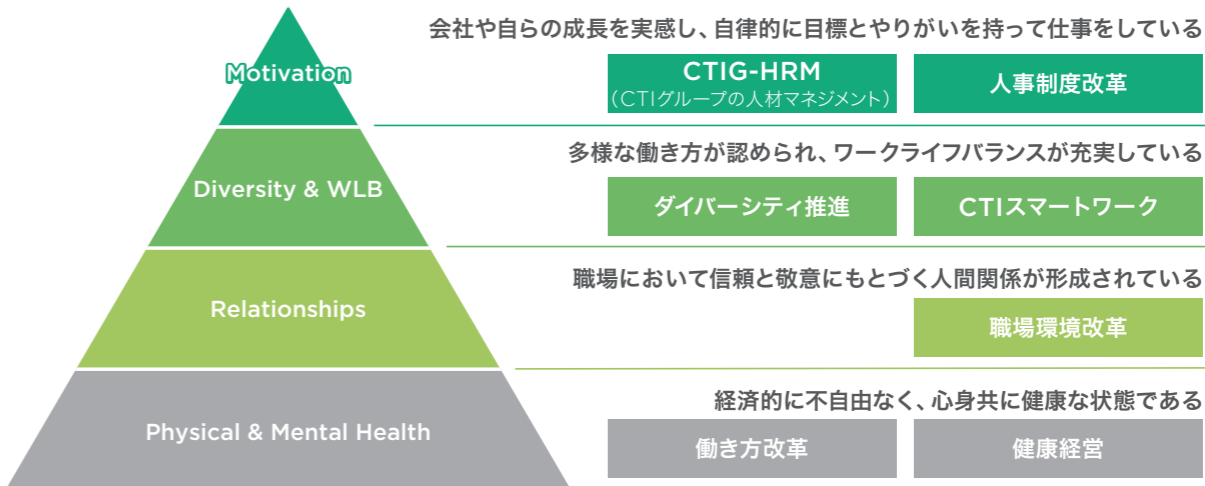 会社や自らの成長を実感し、自律的に目標とやりがいを持って仕事をしている
Motivation
CTIG-HRM
(CTIグループの人材マネジメント)
人事制度改革
多様な働き方が認められ、ワークライフバランスが充実している
Diversity & WLB
ダイバーシティ推進
CTIスマートワーク
職場において信頼と敬意にもとづく人間関係が形成されている
Relationships
職場環境改革
経済的に不自由なく、心身共に健康な状態である
Physical & Mental Health
働き方改革
健康経営